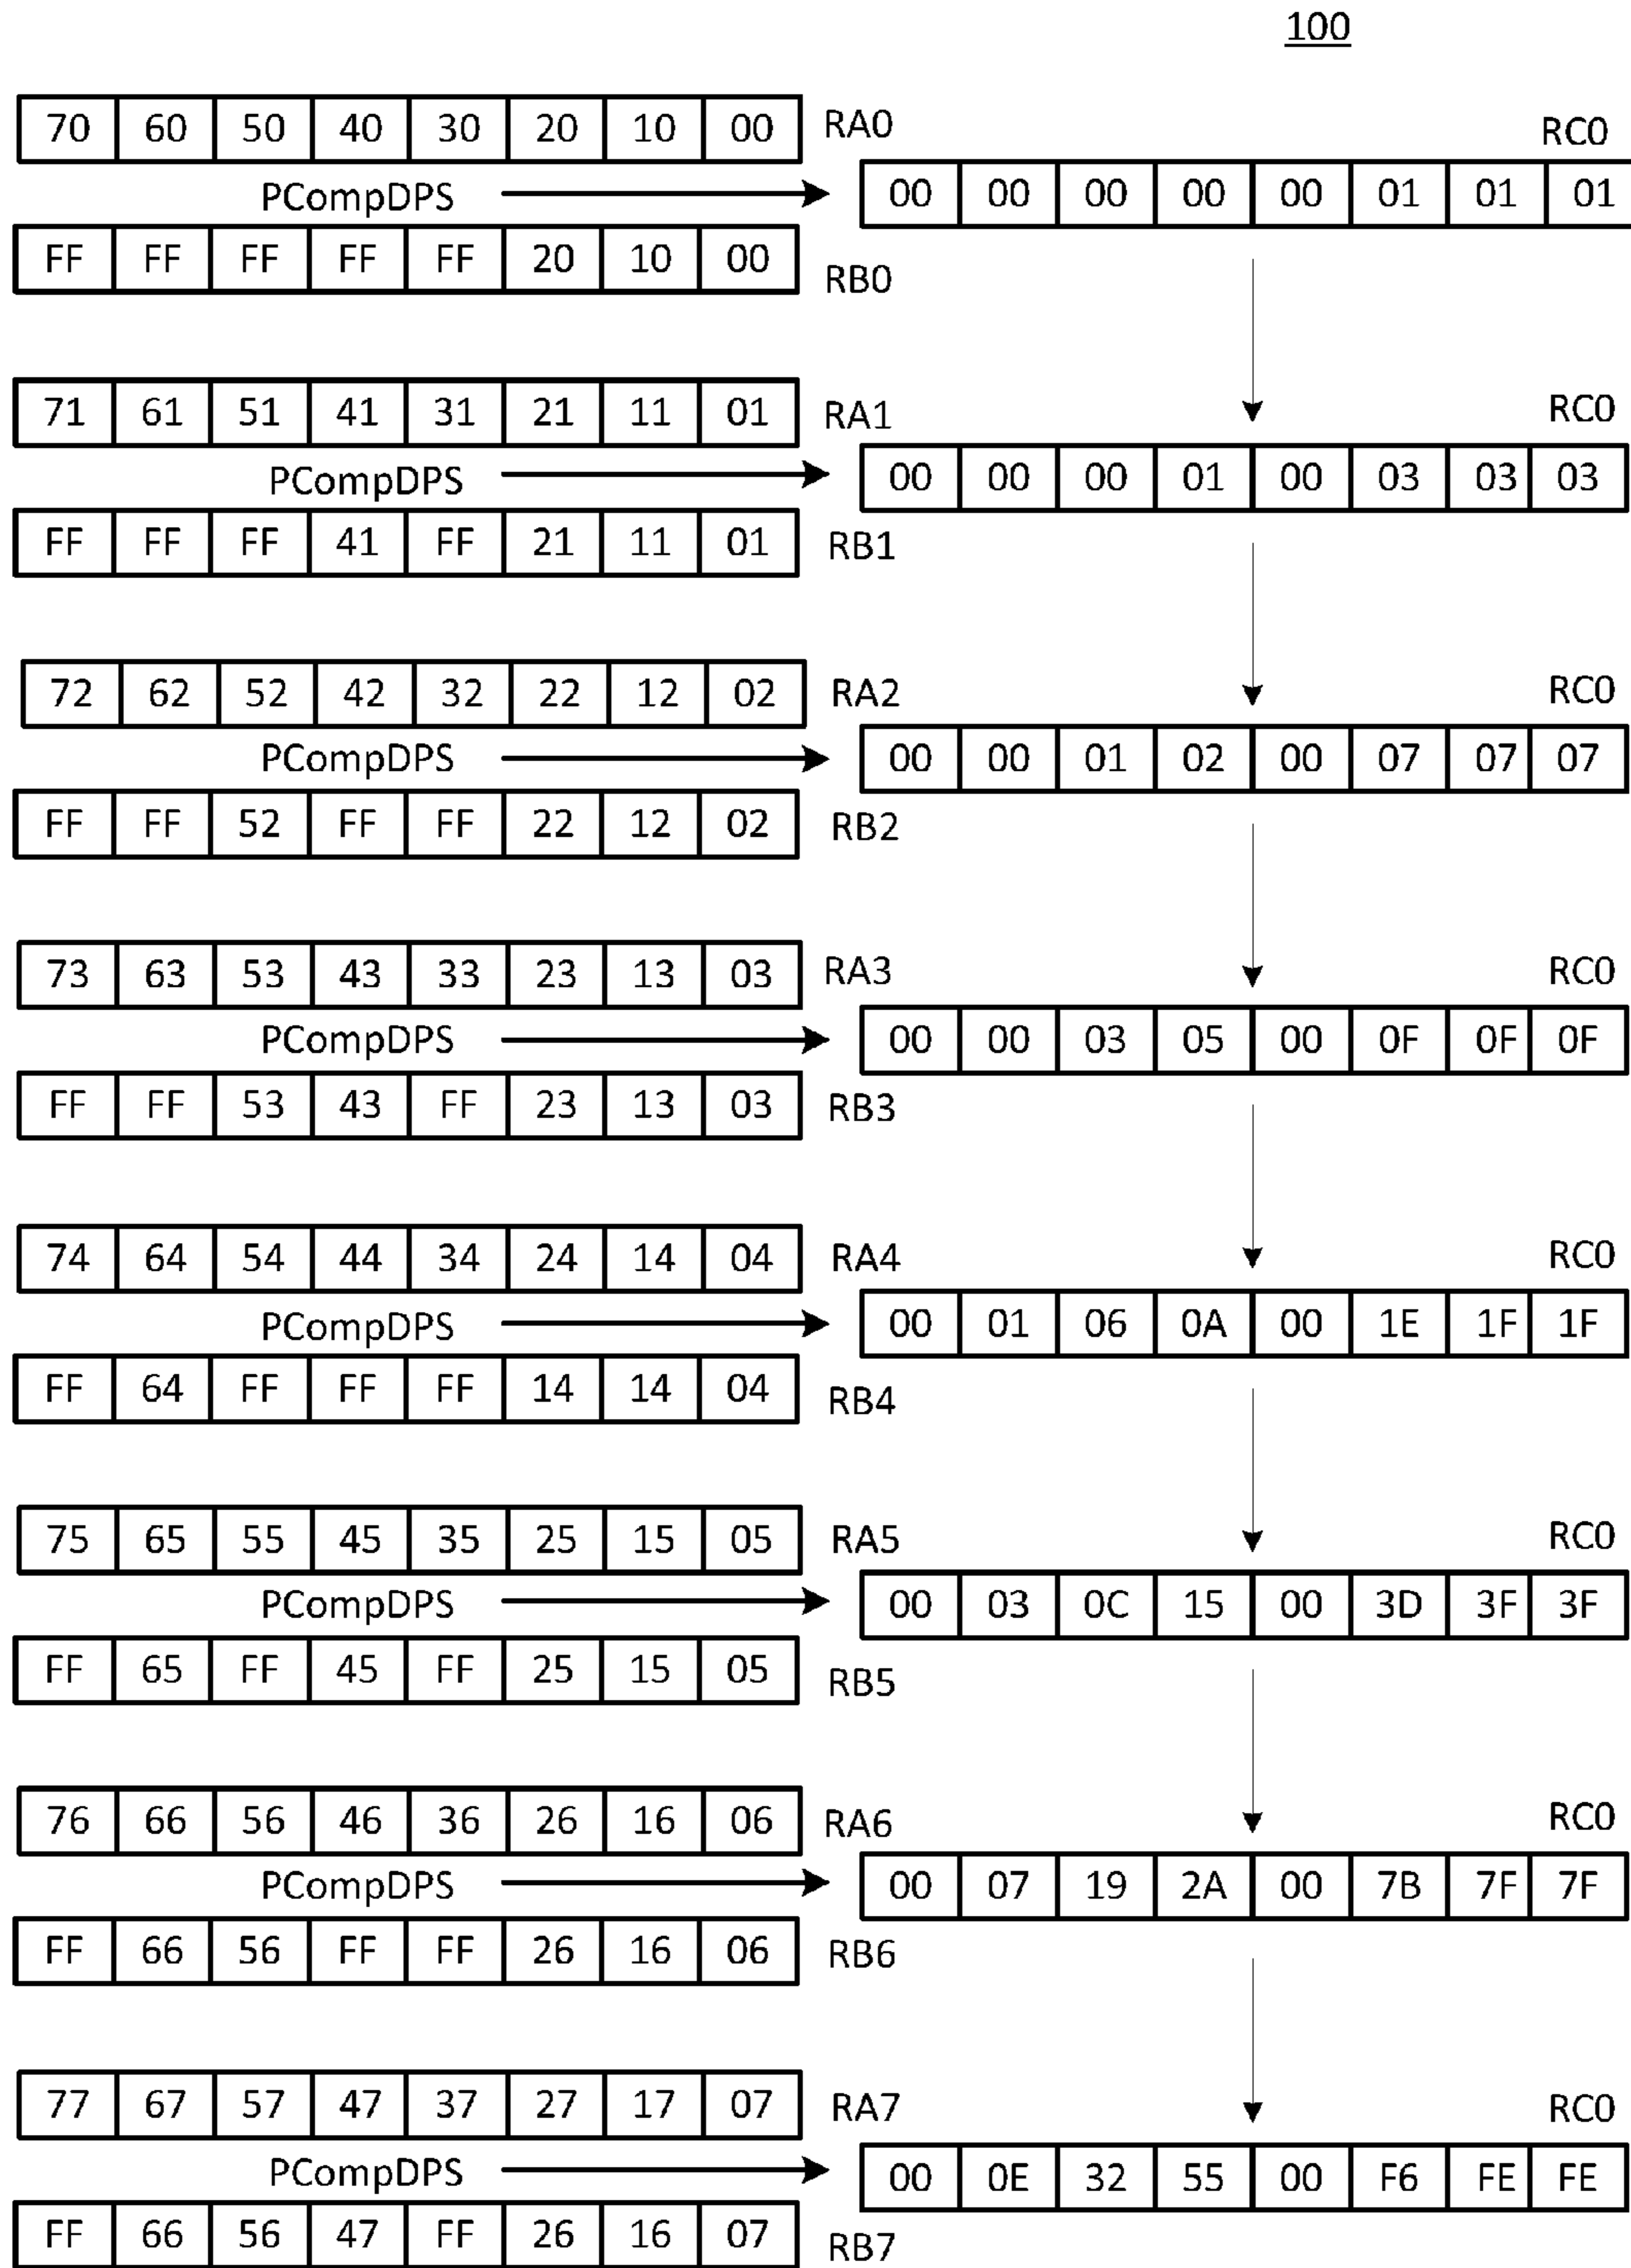 100
70 60 50 40 30 20 10 00 RA0
RC0
PCompDPS 00 00 00 00 00 01 01 01
FF FF FF FF FF 20 10 00 RB0
71 61 51 41 31 21 11 01 RA1 RC0
PCompDPS 00 00 00 01 00 03 03 03
FF FF FF 41 FF 21 11 01 RB1
72 62 52 42 32 22 12 02 RA2 RC0
PCompDPS 00 00 01 02 00 07 07 07
FF FF 52 FF FF 22 12 02 RB2
73 63 53 43 33 23 13 03 RA3 RC0
PCompDPS 00 00 03 05 00 0F 0F 0F
FF FF 53 43 FF 23 13 03 RB3
74 64 54 44 34 24 14 04 RA4 RC0
PCompDPS 00 01 06 0A 00 1E 1F 1F
FF 64 FF FF FF 14 14 04 RB4
75 65 55 45 35 25 15 05 RA5 RC0
PCompDPS 00 03 0C 15 00 3D 3F 3F
FF 65 FF 45 FF 25 15 05 RB5
76 66 56 46 36 26 16 06 RA6 RC0
PCompDPS 00 07 19 2A 00 7B 7F 7F
FF 66 56 FF FF 26 16 06 RB6
77 67 57 47 37 27 17 07 RA7 RC0
PCompDPS 00 0E 32 55 00 F6 FE FE
FF 66 56 47 FF 26 16 07 RB7